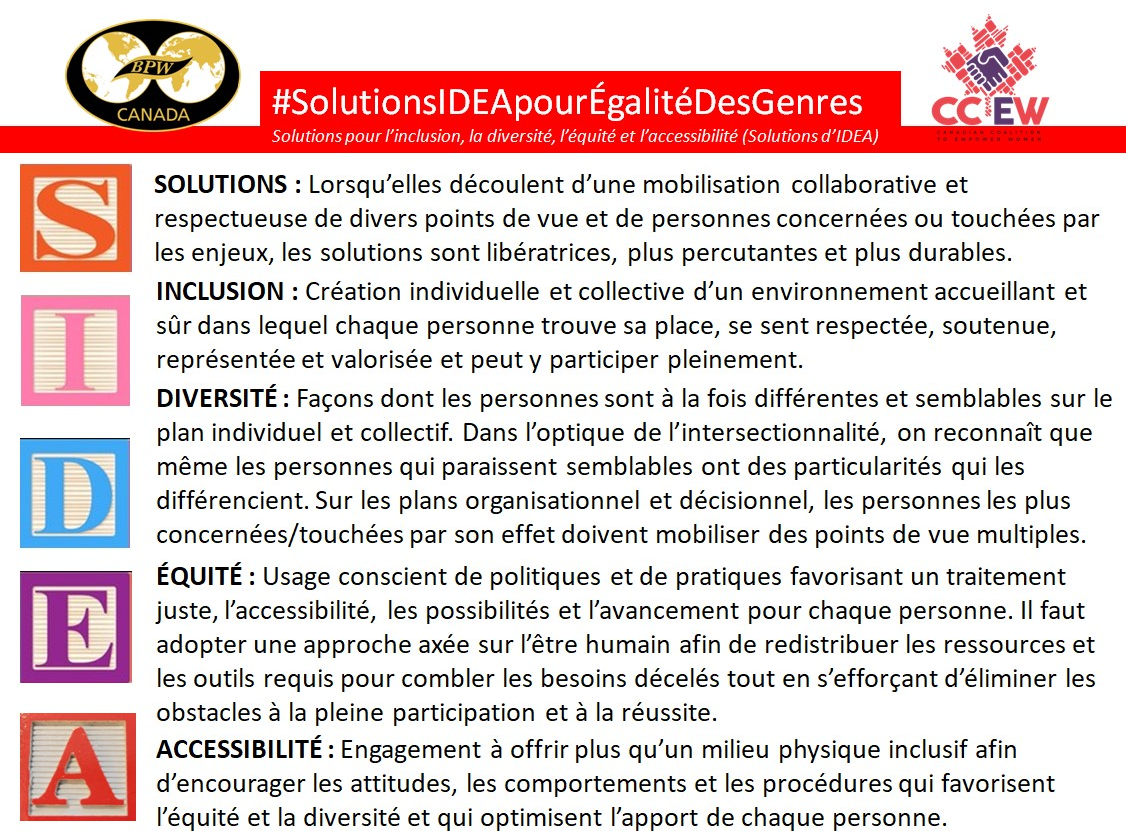 BPW
CANADA
#SolutionsIDEApourÉgalitéDesGenres
Solutions pour l'inclusion, la diversité, l'équité et l'accessibilité (Solutions d'IDEA)
CCEW
CANADIAN COALITION
TO EMPOWER WOMEN
S
SOLUTIONS : Lorsqu'elles découlent d'une mobilisation collaborative et
respectueuse de divers points de vue et de personnes concernées ou touchées par
les enjeux, les solutions sont libératrices, plus percutantes et plus durables.
I
INCLUSION : Création individuelle et collective d'un environnement accueillant et
sûr dans lequel chaque personne trouve sa place, se sent respectée, soutenue,
représentée et valorisée et peut y participer pleinement.
D
DIVERSITÉ : Façons dont les personnes sont à la fois différentes et semblables sur le
plan individuel et collectif. Dans l'optique de l'intersectionnalité, on reconnaît que
même les personnes qui paraissent semblables ont des particularités qui les
différencient. Sur les plans organisationnel et décisionnel, les personnes les plus
concernées/touchées par son effet doivent mobiliser des points de vue multiples.
E
ÉQUITÉ : Usage conscient de politiques et de pratiques favorisant un traitement
juste, l'accessibilité, les possibilités et l'avancement pour chaque personne. Il faut
adopter une approche axée sur l'être humain afin de redistribuer les ressources et
les outils requis pour combler les besoins décelés tout en s'efforçant d'éliminer les
obstacles à la pleine participation et à la réussite.
A
ACCESSIBILITÉ : Engagement à offrir plus qu'un milieu physique inclusif afin
d'encourager les attitudes, les comportements et les procédures qui favorisent
l'équité et la diversité et qui optimisent l'apport de chaque personne.